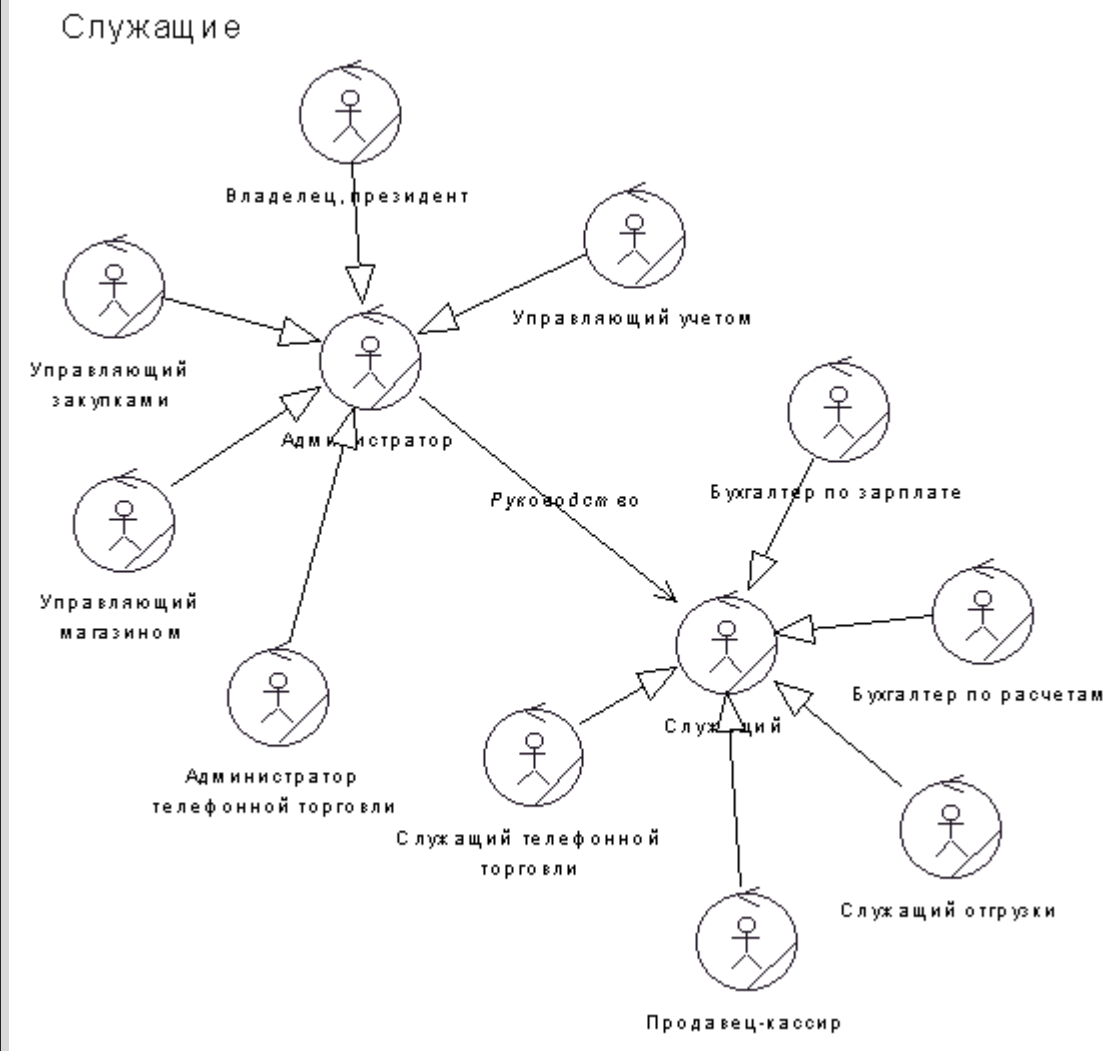 Служащие
Владелец, президент
Управляющий учетом
Управляющий
закупками
Администратор
Руководство
Бухгалтер по зарплате
Управляющий
магазином
Бухгалтер по расчетам
Служащий
Администратор
телефонной торговли
Служащий телефонной
торговли
Служащий отгрузки
Продавец-кассир